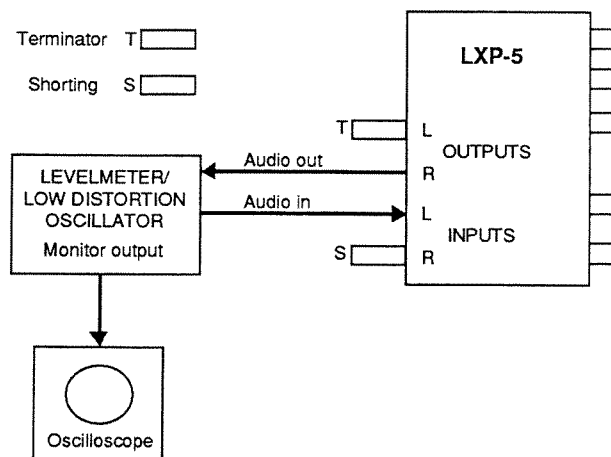 Terminator T
Shorting S
LXP-5
T
L
OUTPUTS
Audio out
R
LEVELMETER/
LOW DISTORTION
OSCILLATOR
Monitor output
Audio in
L
INPUTS
S
R
Oscilloscope